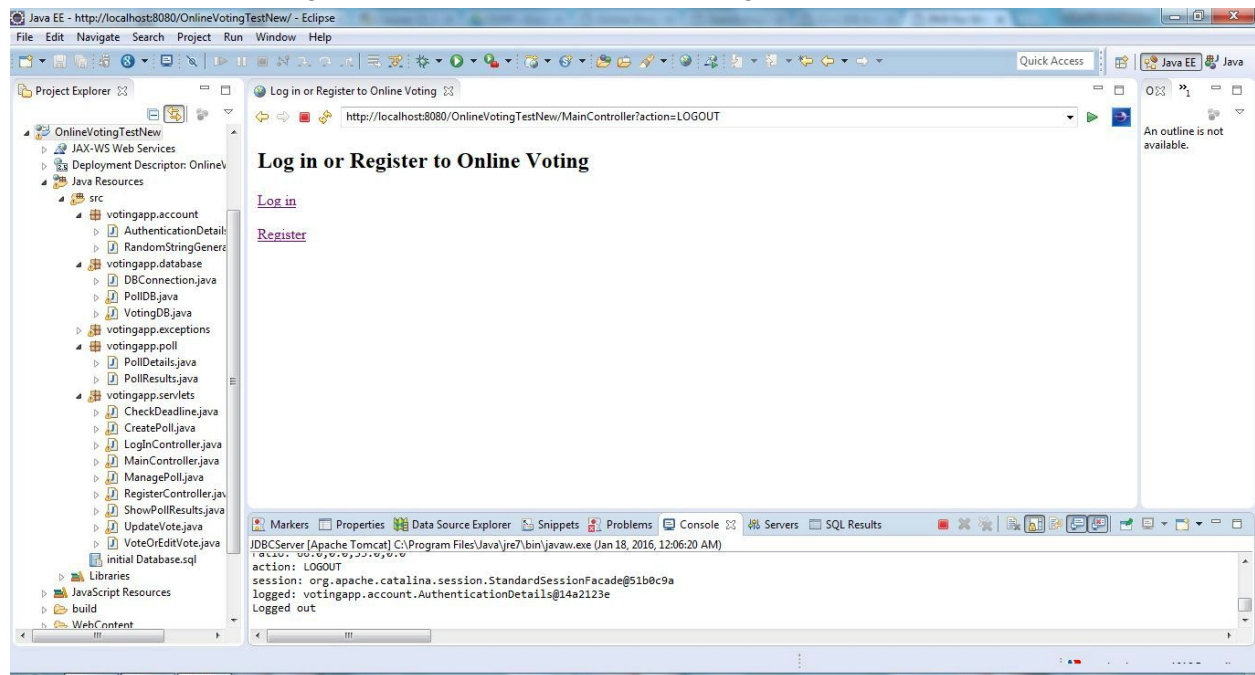 Java EE - http://localhost:8080/OnlineVotingTestNew/ - Eclipse
File Edit Navigate Search Project Run Window Help
Quick Access Java EE Java
Project Explorer
Log in or Register to Online Voting
http://localhost:8080/OnlineVotingTestNew/MainController?action=LOGOUT
An outline is not
available.
OnlineVotingTestNew
JAX-WS Web Services
Deployment Descriptor: OnlineV
Java Resources
src
votingapp.account
AuthenticationDetails
RandomStringGenera
votingapp.database
DBConnection.java
PollDB.java
VotingDB.java
votingapp.exceptions
votingapp.poll
PollDetails.java
PollResults.java
votingapp.servlets
CheckDeadline.java
CreatePoll.java
LogInController.java
MainController.java
ManagePoll.java
RegisterController.jav
ShowPollResults.java
UpdateVote.java
VoteOrEditVote.java
initial Database.sql
Libraries
JavaScript Resources
build
WebContent
Log in or Register to Online Voting
Log in
Register
Markers Properties Data Source Explorer Snippets Problems Console Servers SQL Results
JDBCServer [Apache Tomcat] C:\Program Files\Java\jre7\bin\javaw.exe (Jan 18, 2016, 12:06:20 AM)
action: LOGOUT
session: org.apache.catalina.session.StandardSessionFacade@51b0c9a
logged: votingapp.account.AuthenticationDetails@14a2123e
Logged out